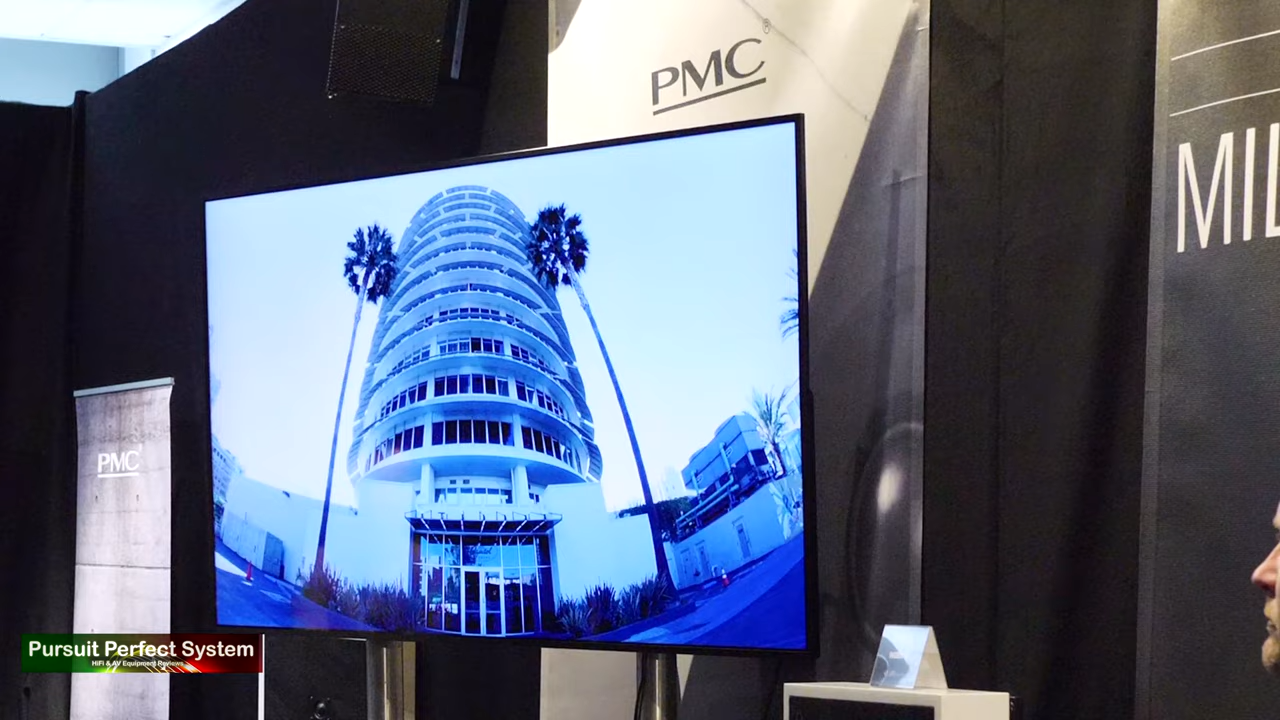 PMC
MIL
PMC
Pursuit Perfect System
HiFi & AV Equipment Reviews